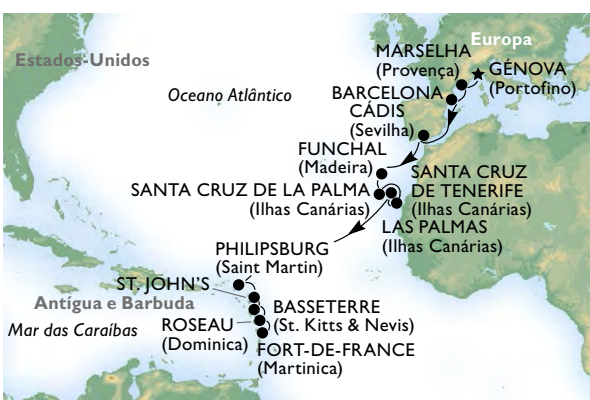 Estados-Unidos
Europa
MARSELHA
(Provença)
GÉNOVA
(Portofino)
BARCELONA
Oceano Atlântico
CÁDIS
(Sevilha)
FUNCHAL
(Madeira)
SANTA CRUZ
DE TENERIFE
(Ilhas Canárias)
SANTA CRUZ DE LA PALMA
(Ilhas Canárias)
LAS PALMAS
(Ilhas Canárias)
PHILIPSBURG
(Saint Martin)
ST. JOHN'S
Antígua e Barbuda
BASSETERRE
(St. Kitts & Nevis)
Mar das Caraíbas
ROSEAU
(Dominica)
FORT-DE-FRANCE
(Martinica)